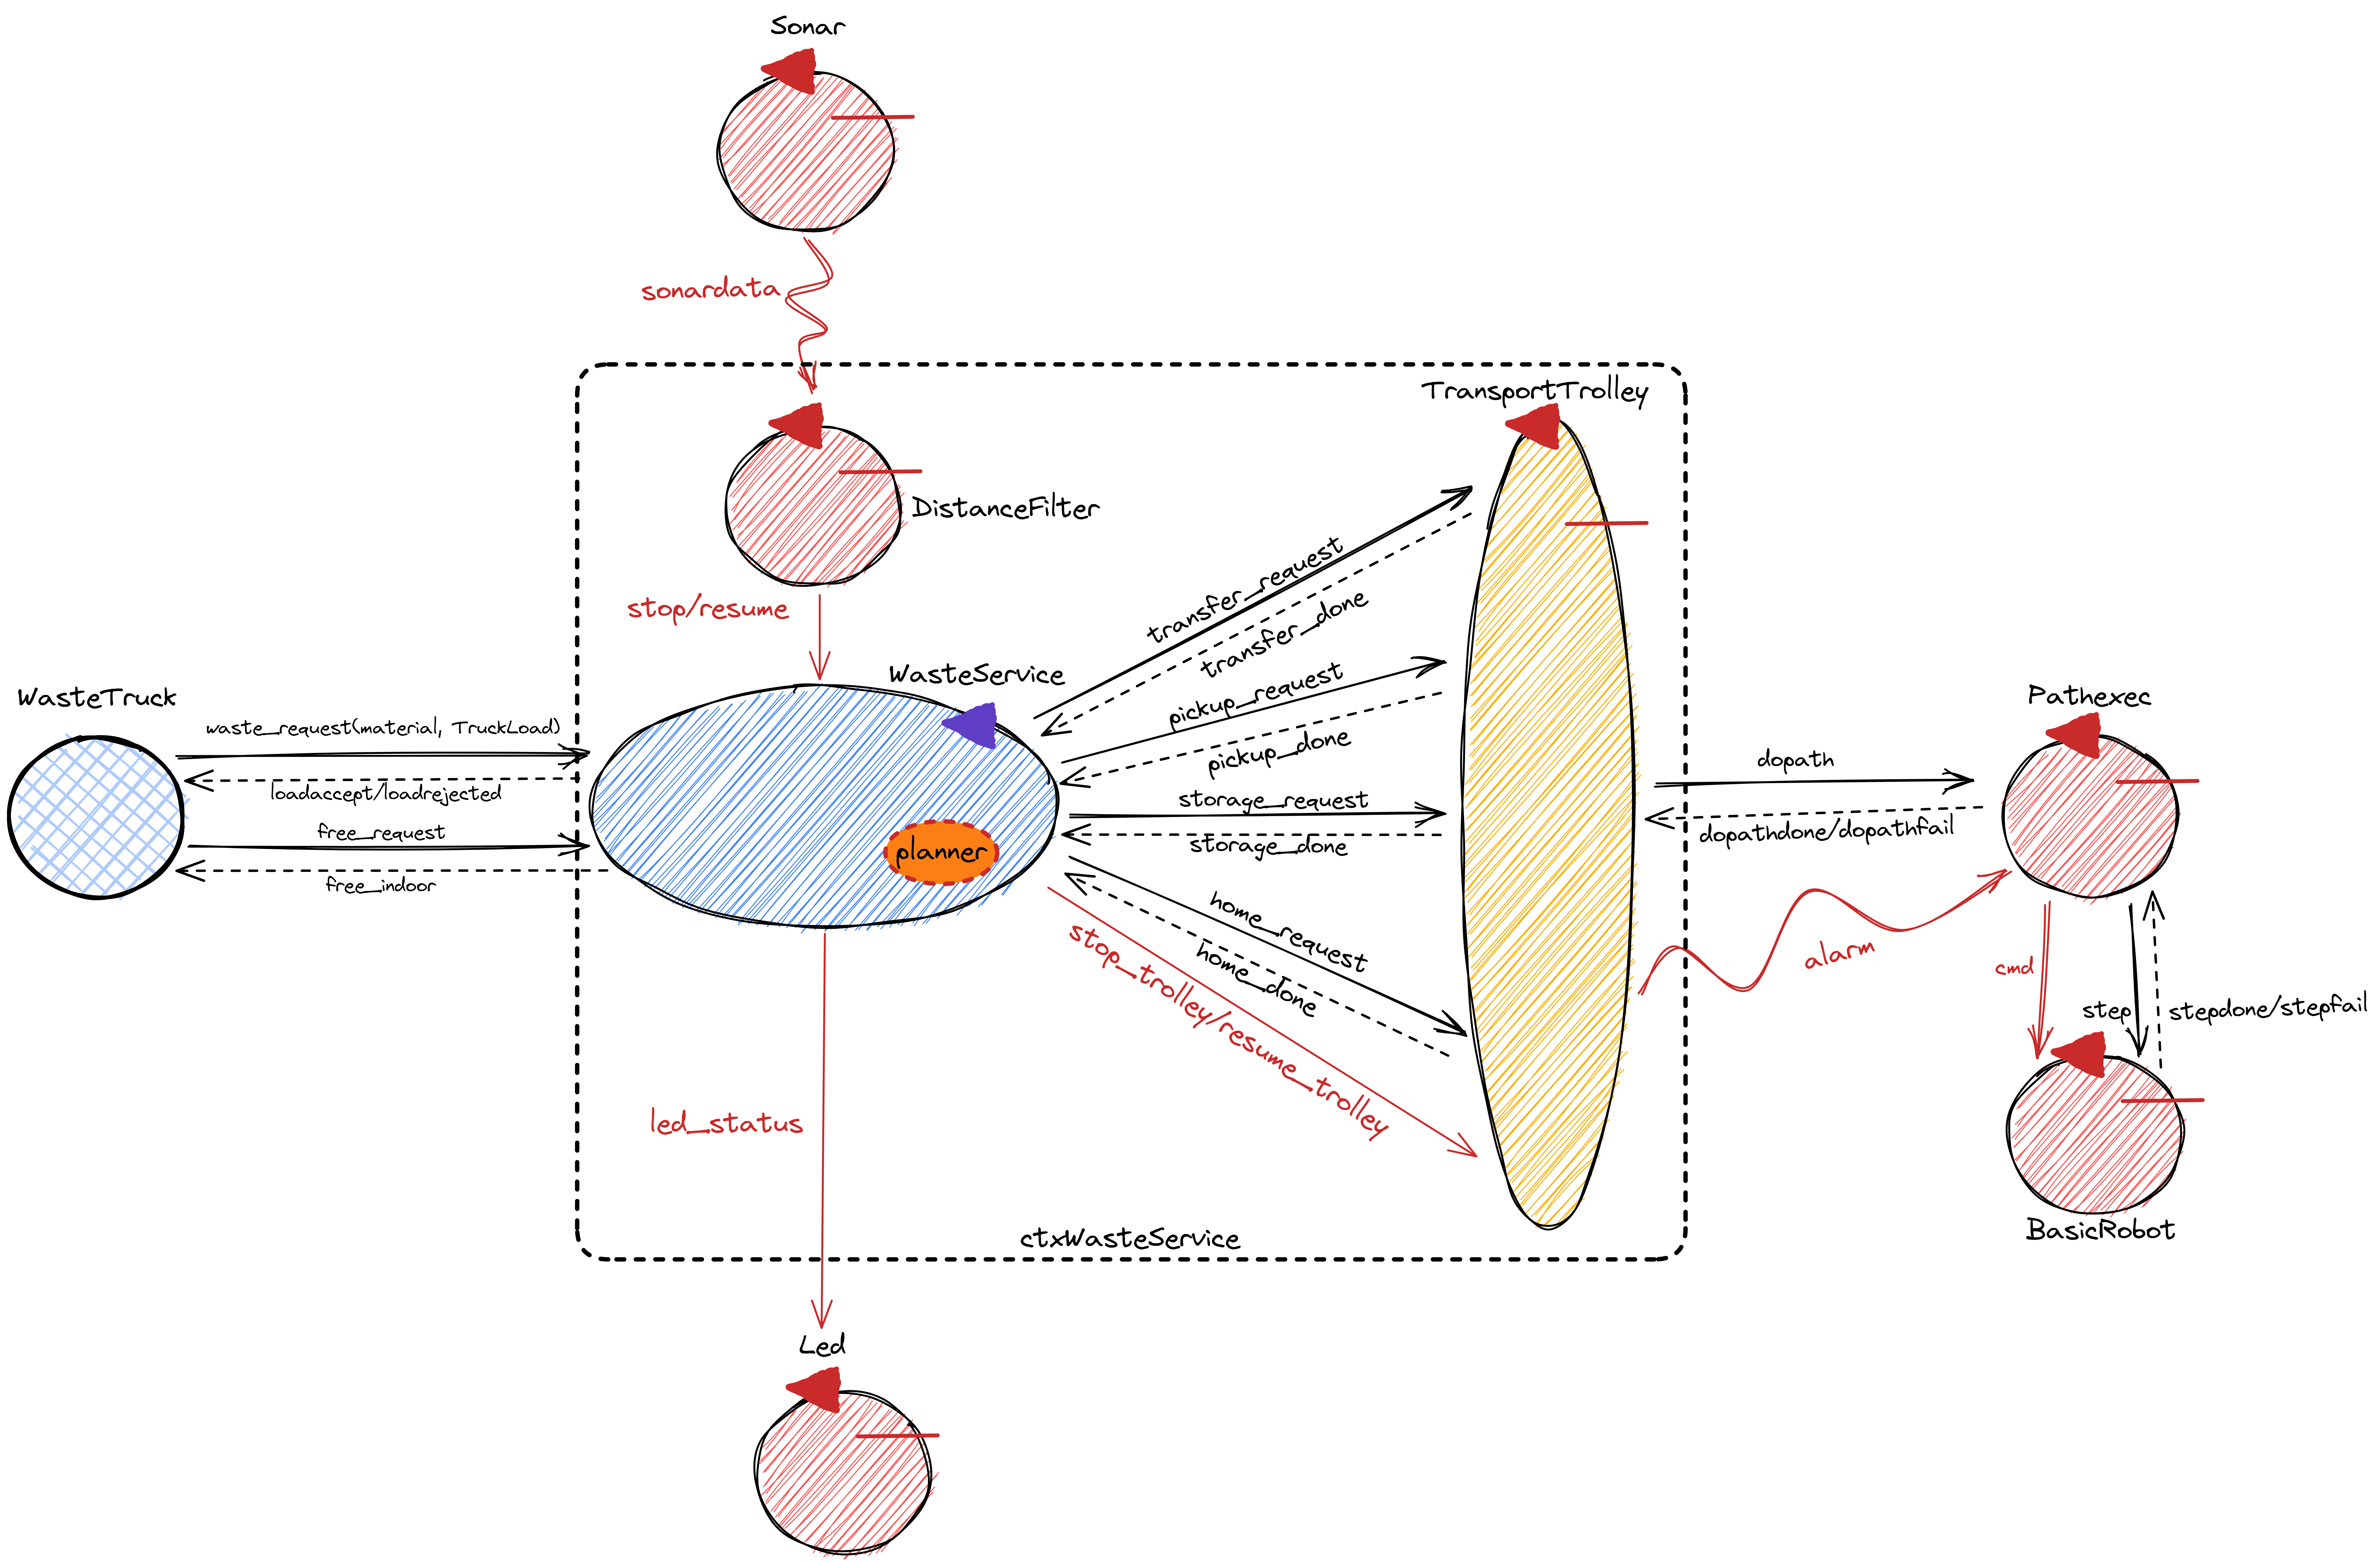 Sonar
sonardata
TransportTrolley
DistanceFilter
transfer_request
stop/resume
transfer_done
WasteService
pickup_request
WasteTruck
Pathexec
waste_request(material, TruckLoad)
pickup_done
dopath
loadaccept/loadrejected
storage_request
free_request
dopathdone/dopathfail
planner
storage_done
free_indoor
home_request
stop_trolley/resume_trolley
home_done
alarm
cmd
step
stepdone/stepfail
led_status
ctxWasteService
BasicRobot
Led